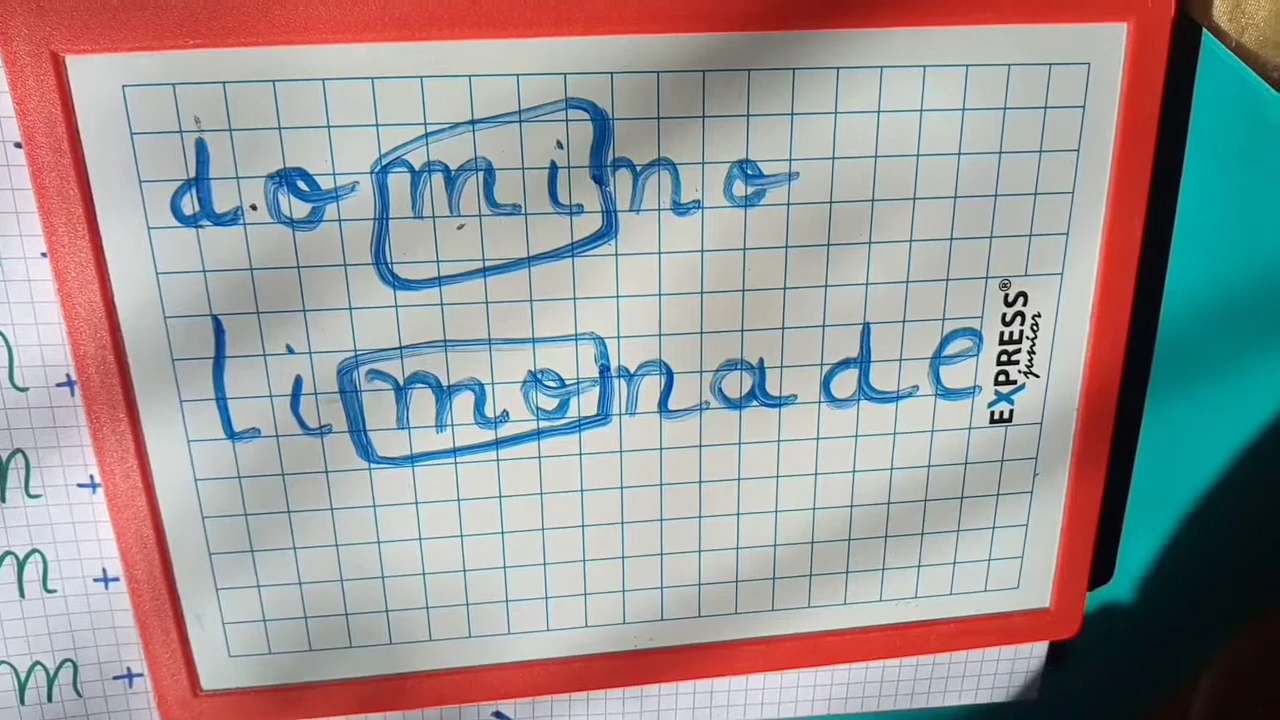 domino
limonade
EXPRESS®
junior
n +
n +
n +
m +